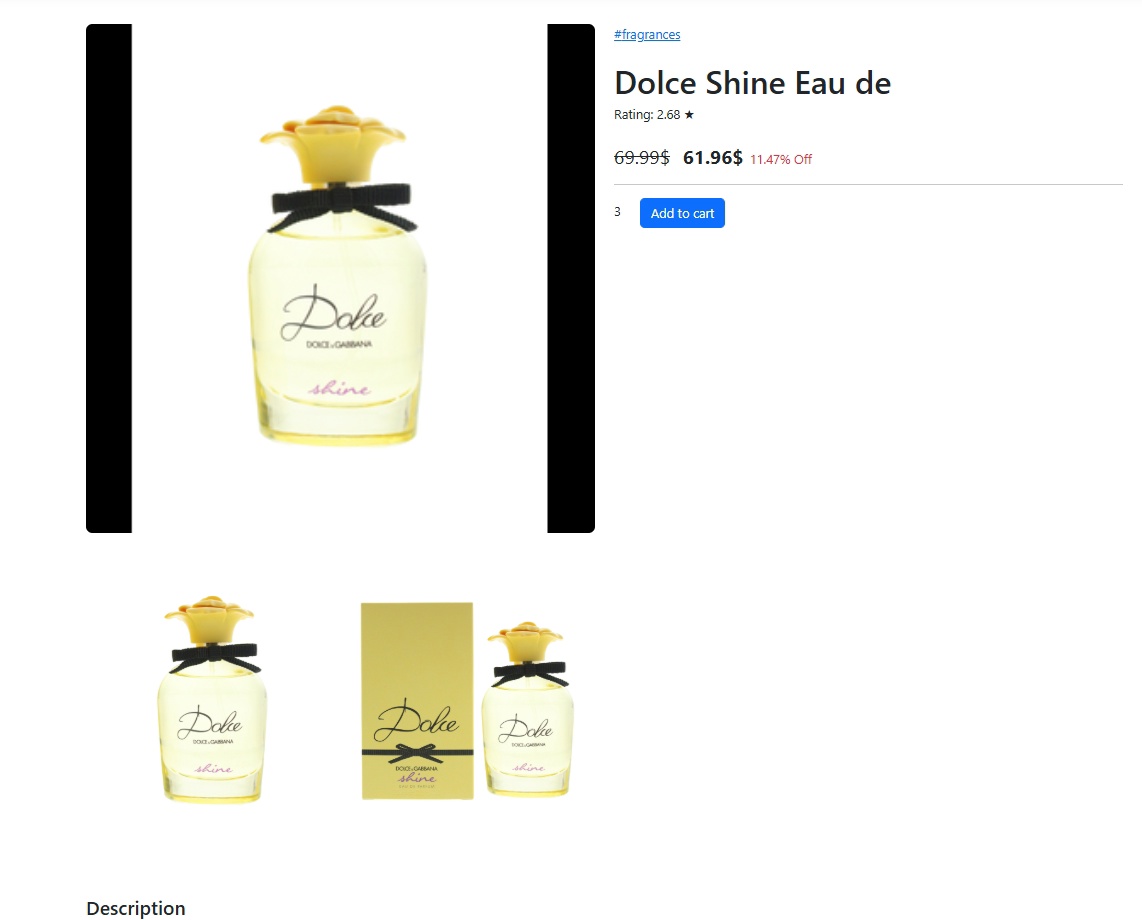 #fragrances
Dolce Shine Eau de
Rating: 2.68 ★
69.99$ 61.96$ 11.47% Off
3 Add to cart
Dolce
DOLCE & GABBANA
shine
Dolce
DOLCE & GABBANA
shine
Dolce
DOLCE & GABBANA
shine
EAU DE PARFUM
Dolce
DOLCE & GABBANA
shine
Description